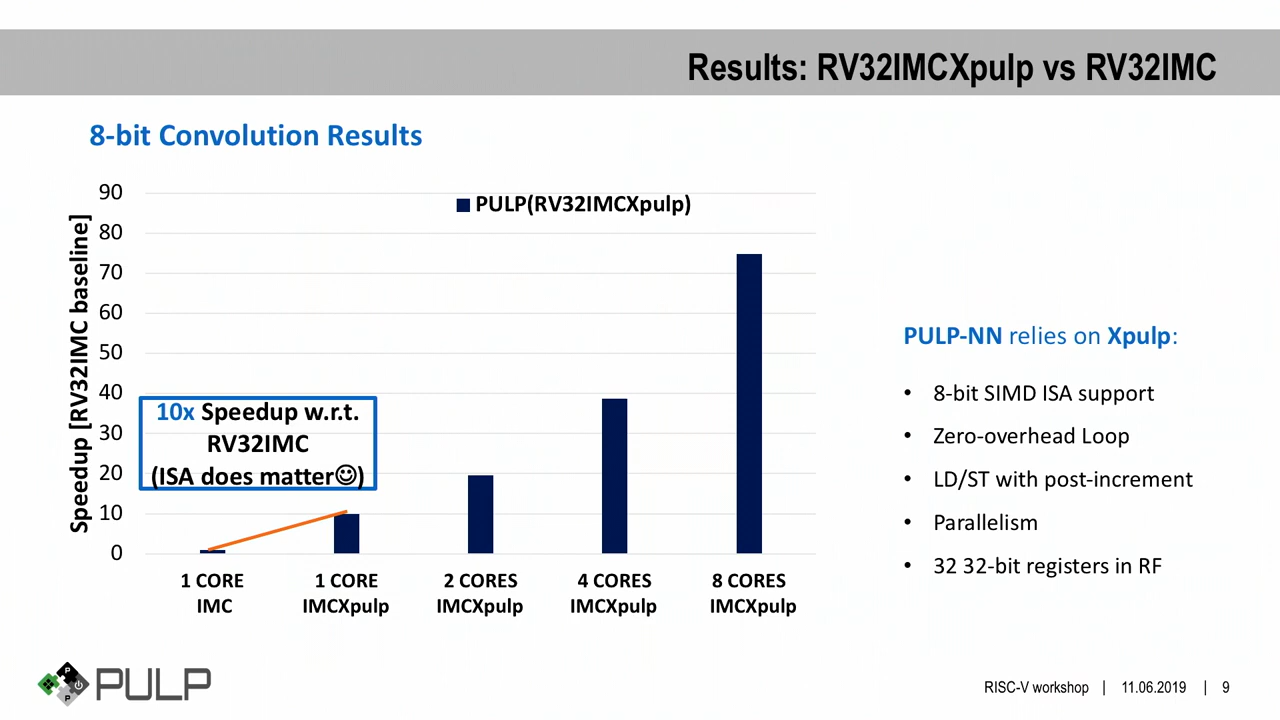 Results: RV32IMCXpulp vs RV32IMC
8-bit Convolution Results
Speedup [RV32IMC baseline]
90
80
70
60
50
40
30
20
10
0
PULP(RV32IMCXpulp)
10x Speedup w.r.t.
RV32IMC
(ISA does matter☺)
1 CORE
IMC
1 CORE
IMCXpulp
2 CORES
IMCXpulp
4 CORES
IMCXpulp
8 CORES
IMCXpulp
PULP-NN relies on Xpulp:
• 8-bit SIMD ISA support
• Zero-overhead Loop
• LD/ST with post-increment
• Parallelism
• 32 32-bit registers in RF
PULP
RISC-V workshop | 11.06.2019 | 9